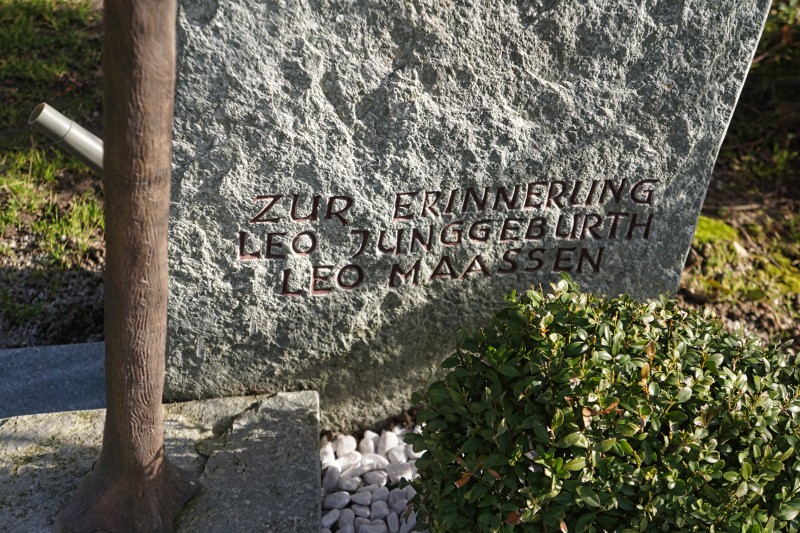 ZUR ERINNERUNG
LEO JUNGGEBURTH
LEO MAASSEN